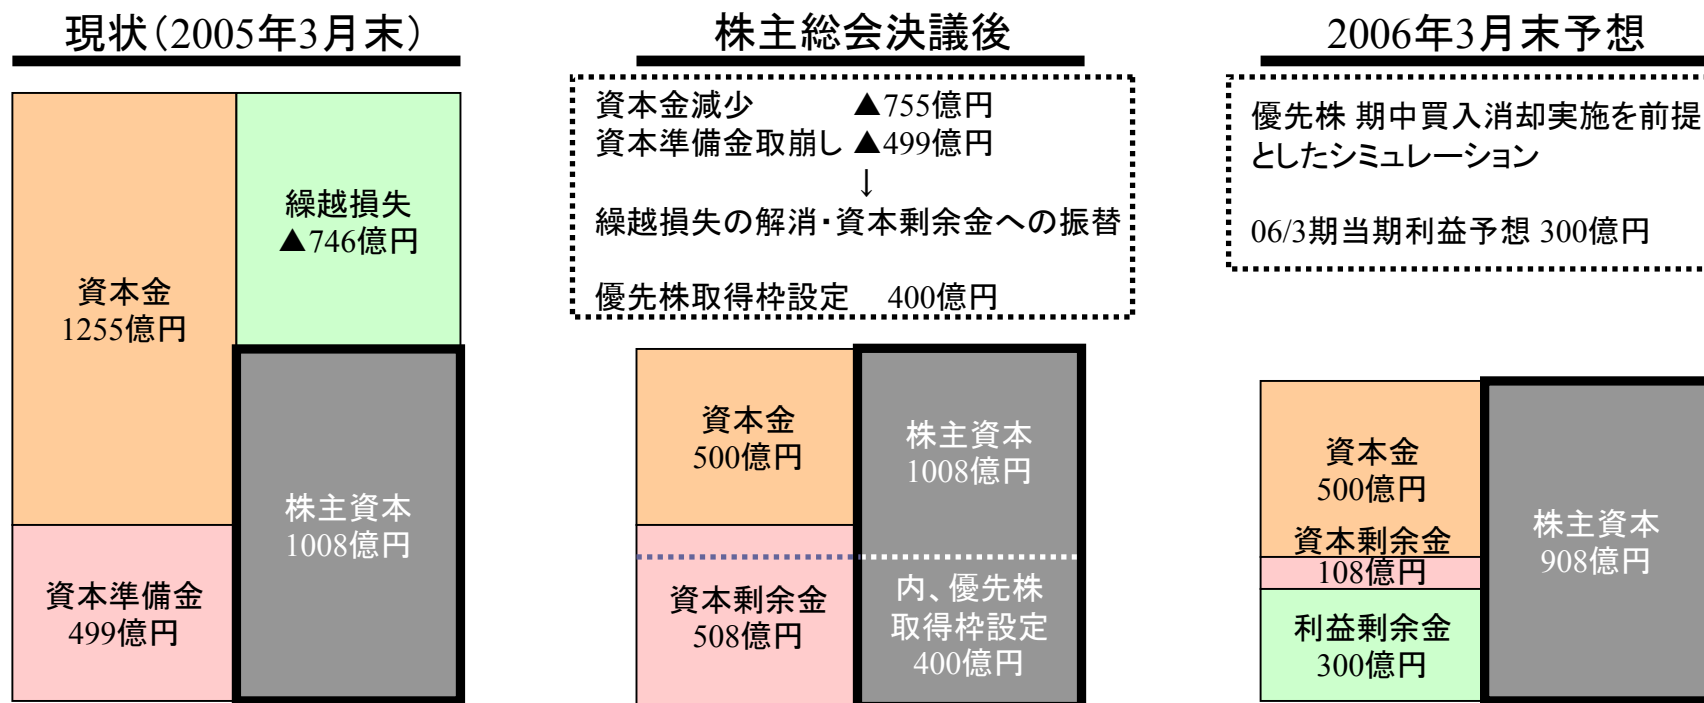 現状（2005年3月末）
繰越損失
▲746億円
資本金
1255億円
株主資本
1008億円
資本準備金
499億円
株主総会決議後
資本金減少 ▲755億円
資本準備金取崩し ▲499億円
↓
繰越損失の解消・資本剰余金への振替
優先株取得枠設定 400億円
資本金
500億円
株主資本
1008億円
資本剰余金
508億円
内、優先株
取得枠設定
400億円
2006年3月末予想
優先株 期中買入消却実施を前提
としたシミュレーション
06/3期当期利益予想 300億円
資本金
500億円
資本剰余金
108億円
株主資本
908億円
利益剰余金
300億円